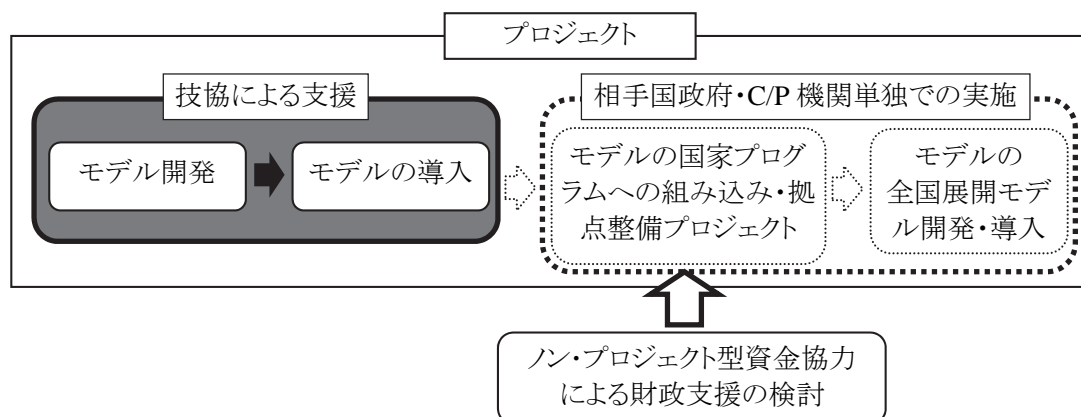 プロジェクト
技協による支援
相手国政府・C/P 機関単独での実施
モデル開発
モデルの導入
モデルの国家プログ
ラムへの組み込み・拠
点整備プロジェクト
モデルの
全国展開モデ
ル開発・導入
ノン・プロジェクト型資金協力
による財政支援の検討